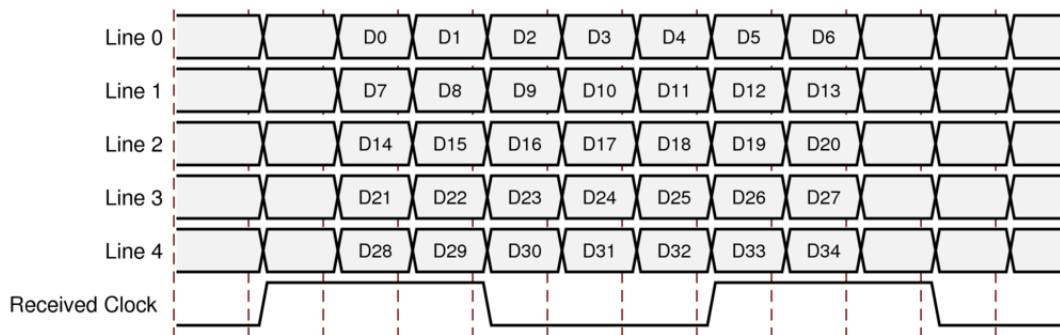 Line 0 D0 D1 D2 D3 D4 D5 D6
Line 1 D7 D8 D9 D10 D11 D12 D13
Line 2 D14 D15 D16 D17 D18 D19 D20
Line 3 D21 D22 D23 D24 D25 D26 D27
Line 4 D28 D29 D30 D31 D32 D33 D34
Received Clock